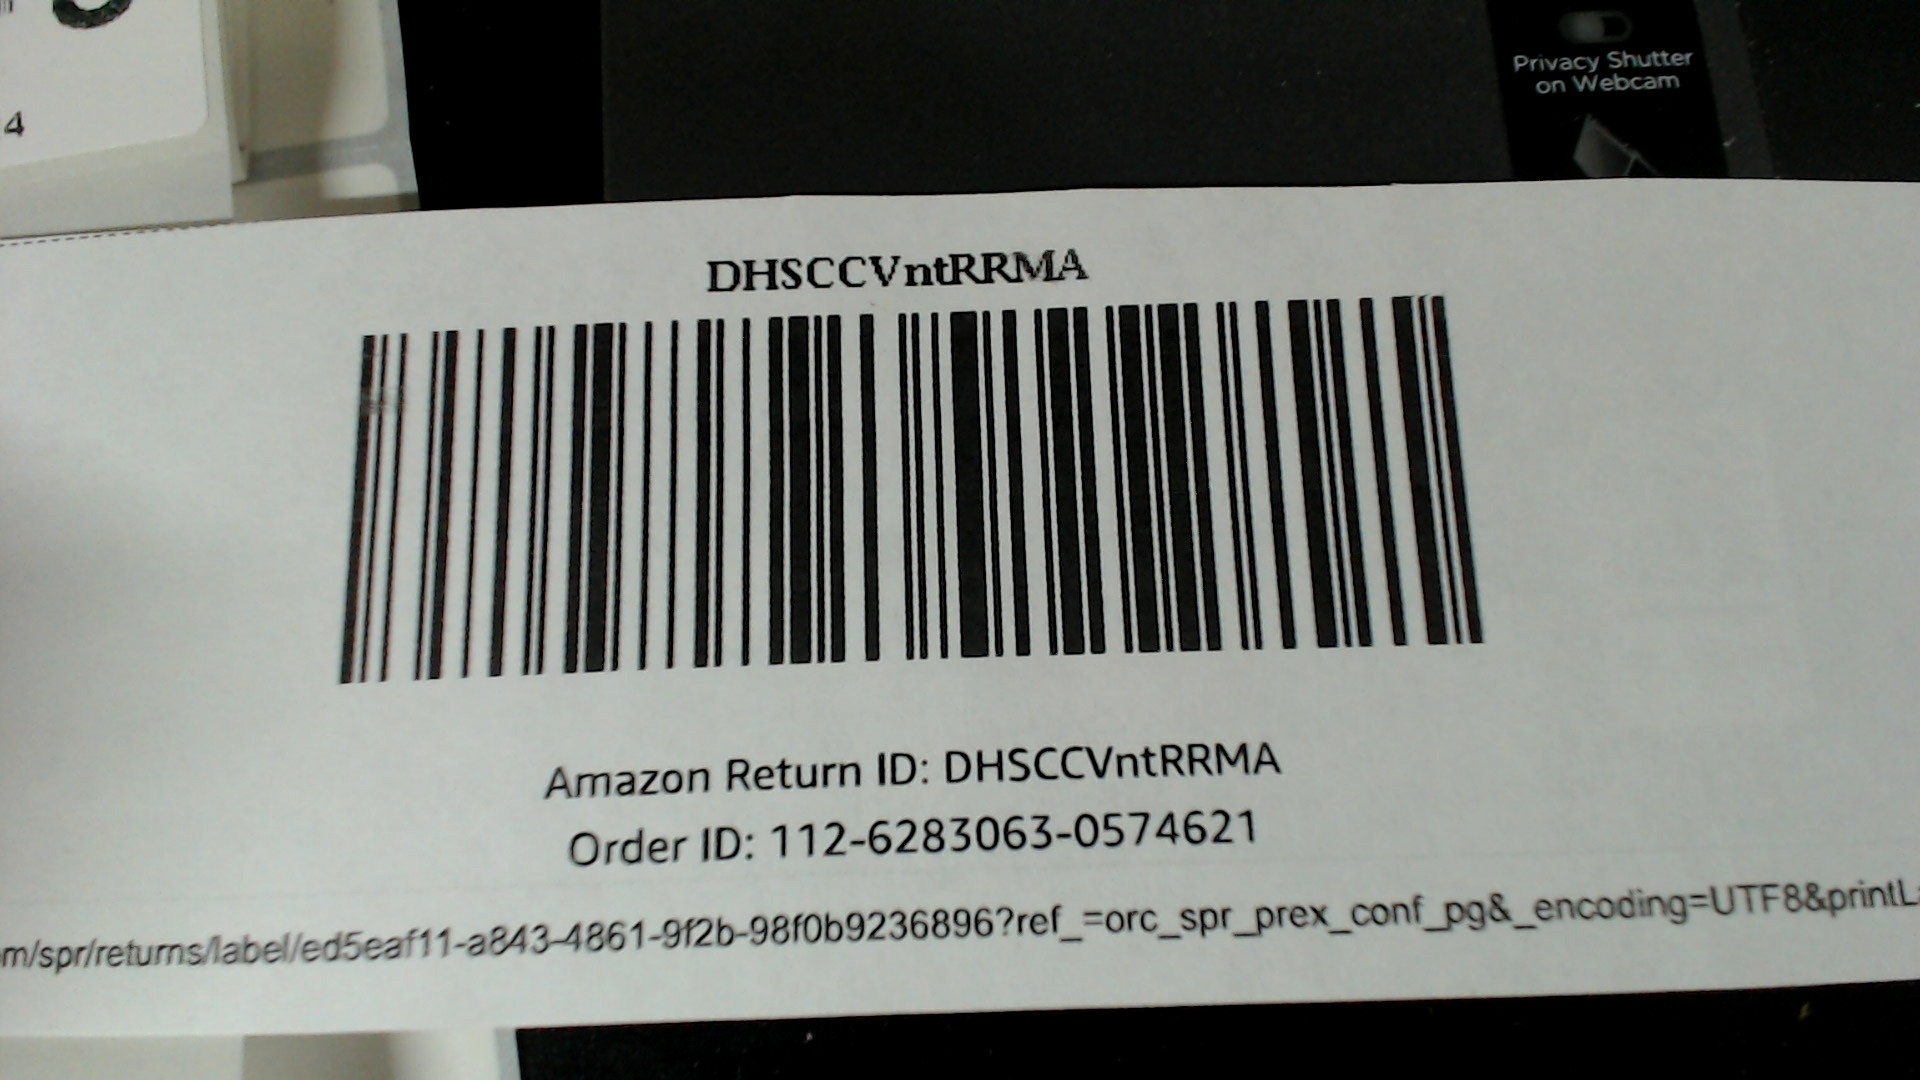 4
Privacy Shutter
on Webcam
DHSCCVntRRMA
Amazon Return ID: DHSCCVntRRMA
Order ID: 112-6283063-0574621
m/spr/returns/label/ed5eaf11-a843-4861-9f2b-98f0b9236896?ref_=orc_spr_prex_conf_pg&_encoding=UTF8&printL